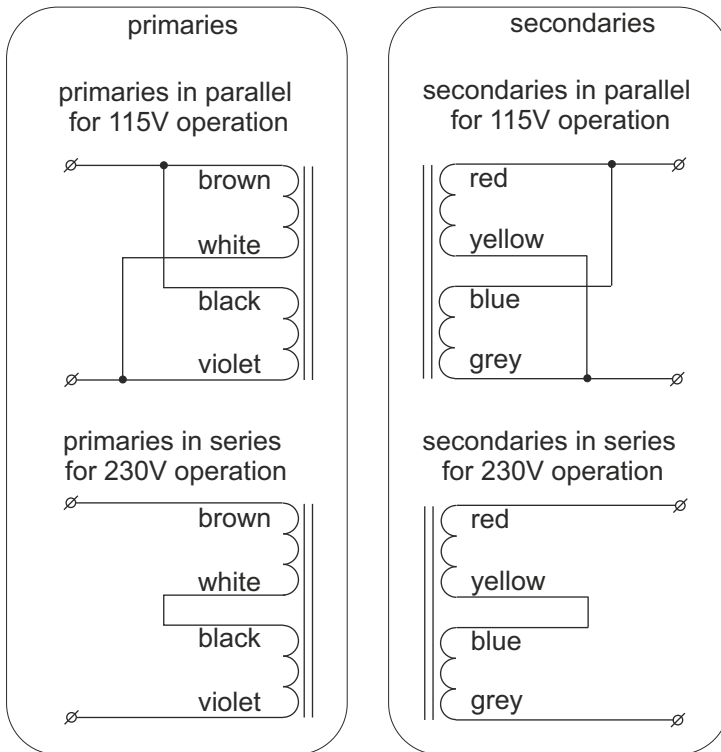 primaries
primaries in parallel
for 115V operation
brown
white
black
violet
primaries in series
for 230V operation
brown
white
black
violet
secondaries
secondaries in parallel
for 115V operation
red
yellow
blue
grey
secondaries in series
for 230V operation
red
yellow
blue
grey